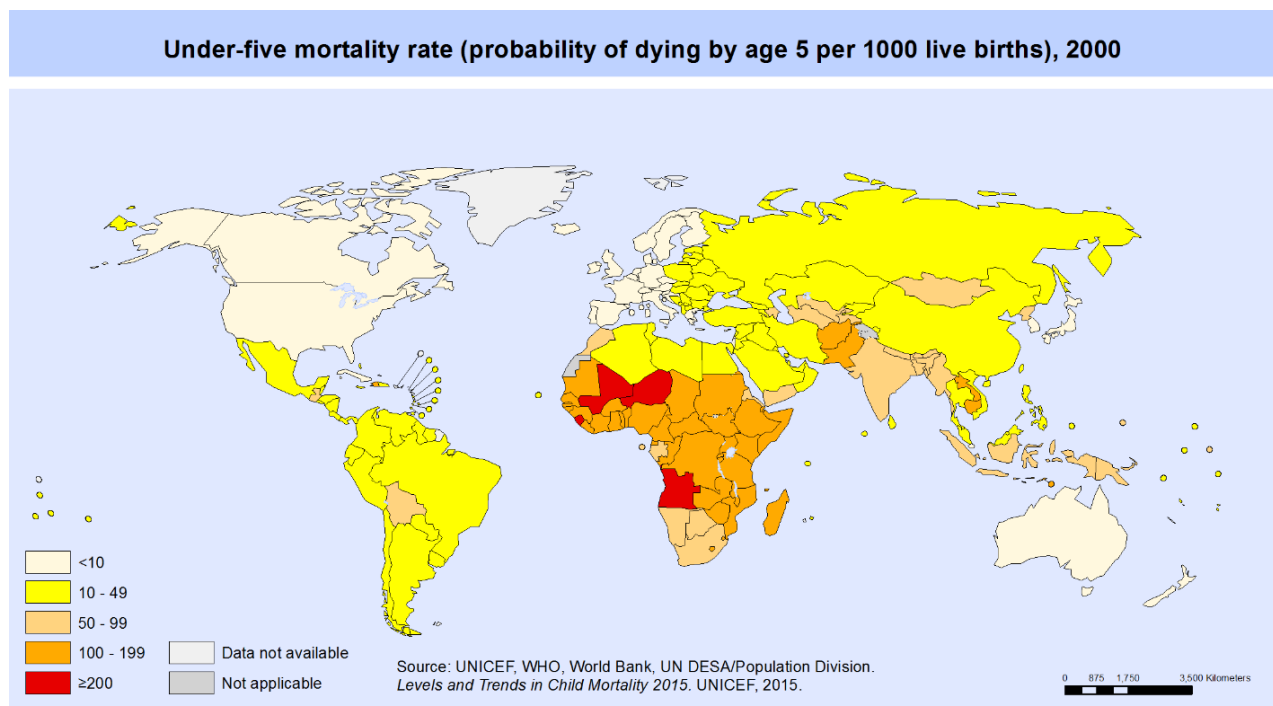 Under-five mortality rate (probability of dying by age 5 per 1000 live births), 2000
<10
10 - 49
50 - 99
100 - 199
≥200
Data not available
Not applicable
Source: UNICEF, WHO, World Bank, UN DESA/Population Division.
Levels and Trends in Child Mortality 2015. UNICEF, 2015.
0 875 1,750 3,500 Kilometers